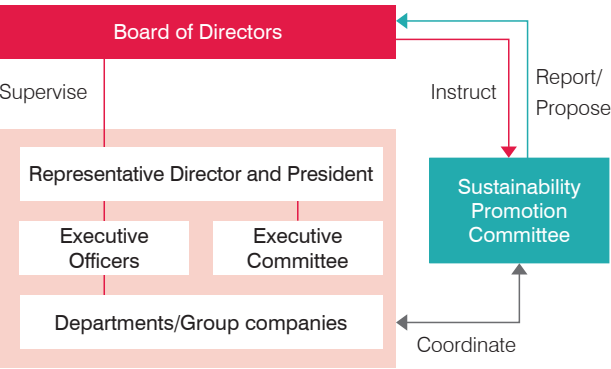 Board of Directors
Supervise
Instruct
Report/
Propose
Representative Director and President
Sustainability
Promotion
Committee
Executive
Officers
Executive
Committee
Departments/Group companies
Coordinate